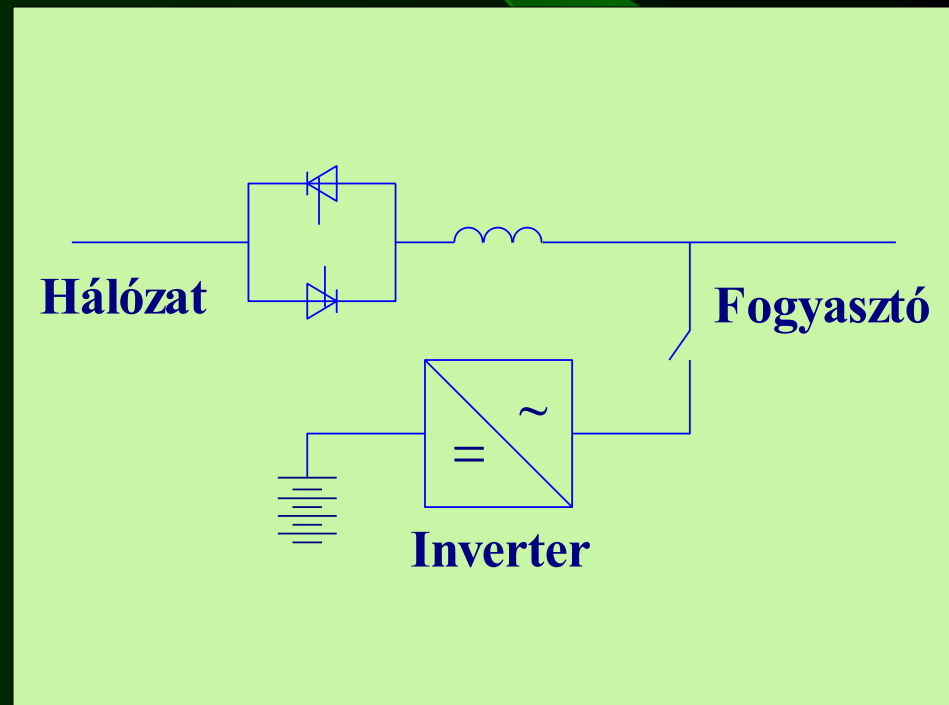 Hálózat
Fogyasztó
~
=
Inverter